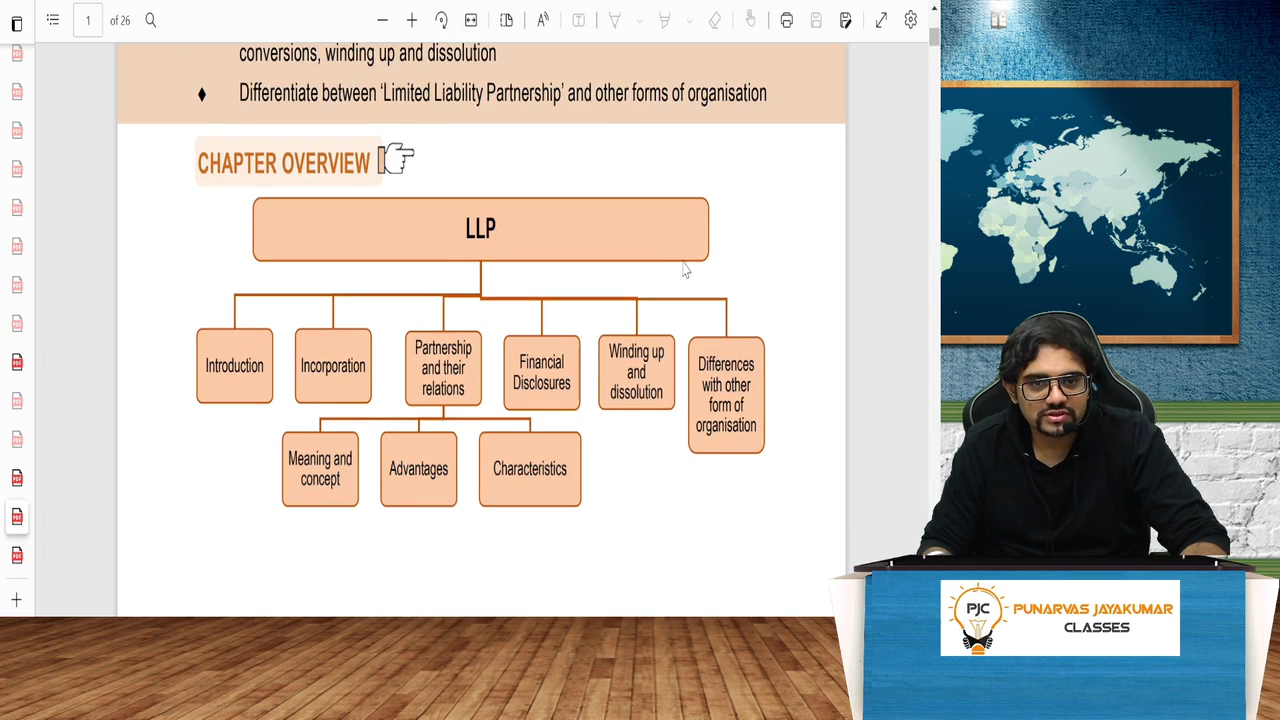 1 of 26
conversions, winding up and dissolution
♦ Differentiate between ‘Limited Liability Partnership’ and other forms of organisation
CHAPTER OVERVIEW
LLP
Introduction
Incorporation
Partnership
and their
relations
Financial
Disclosures
Winding up
and
dissolution
Differences
with other
form of
organisation
Meaning and
concept
Advantages
Characteristics
PJC
PUNARVAS JAYAKUMAR
CLASSES